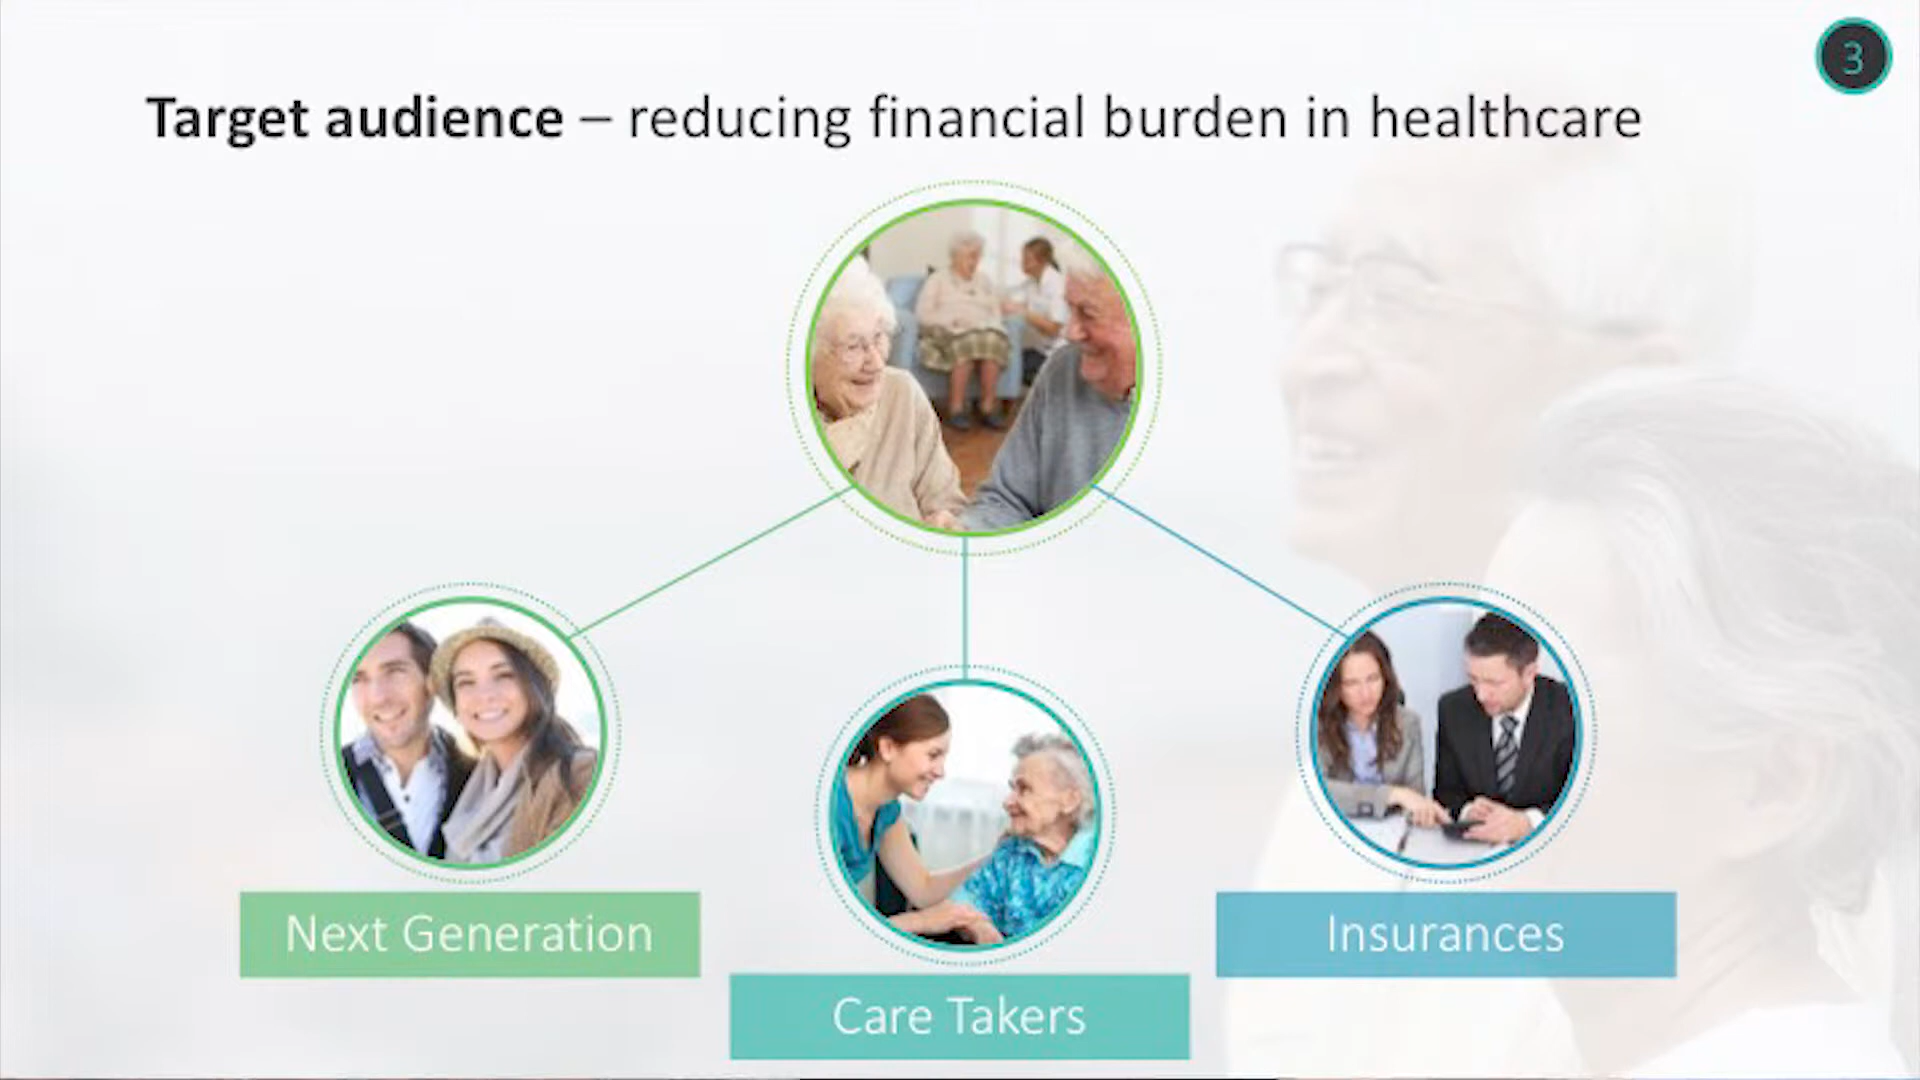 3
Target audience – reducing financial burden in healthcare
Next Generation
Care Takers
Insurances